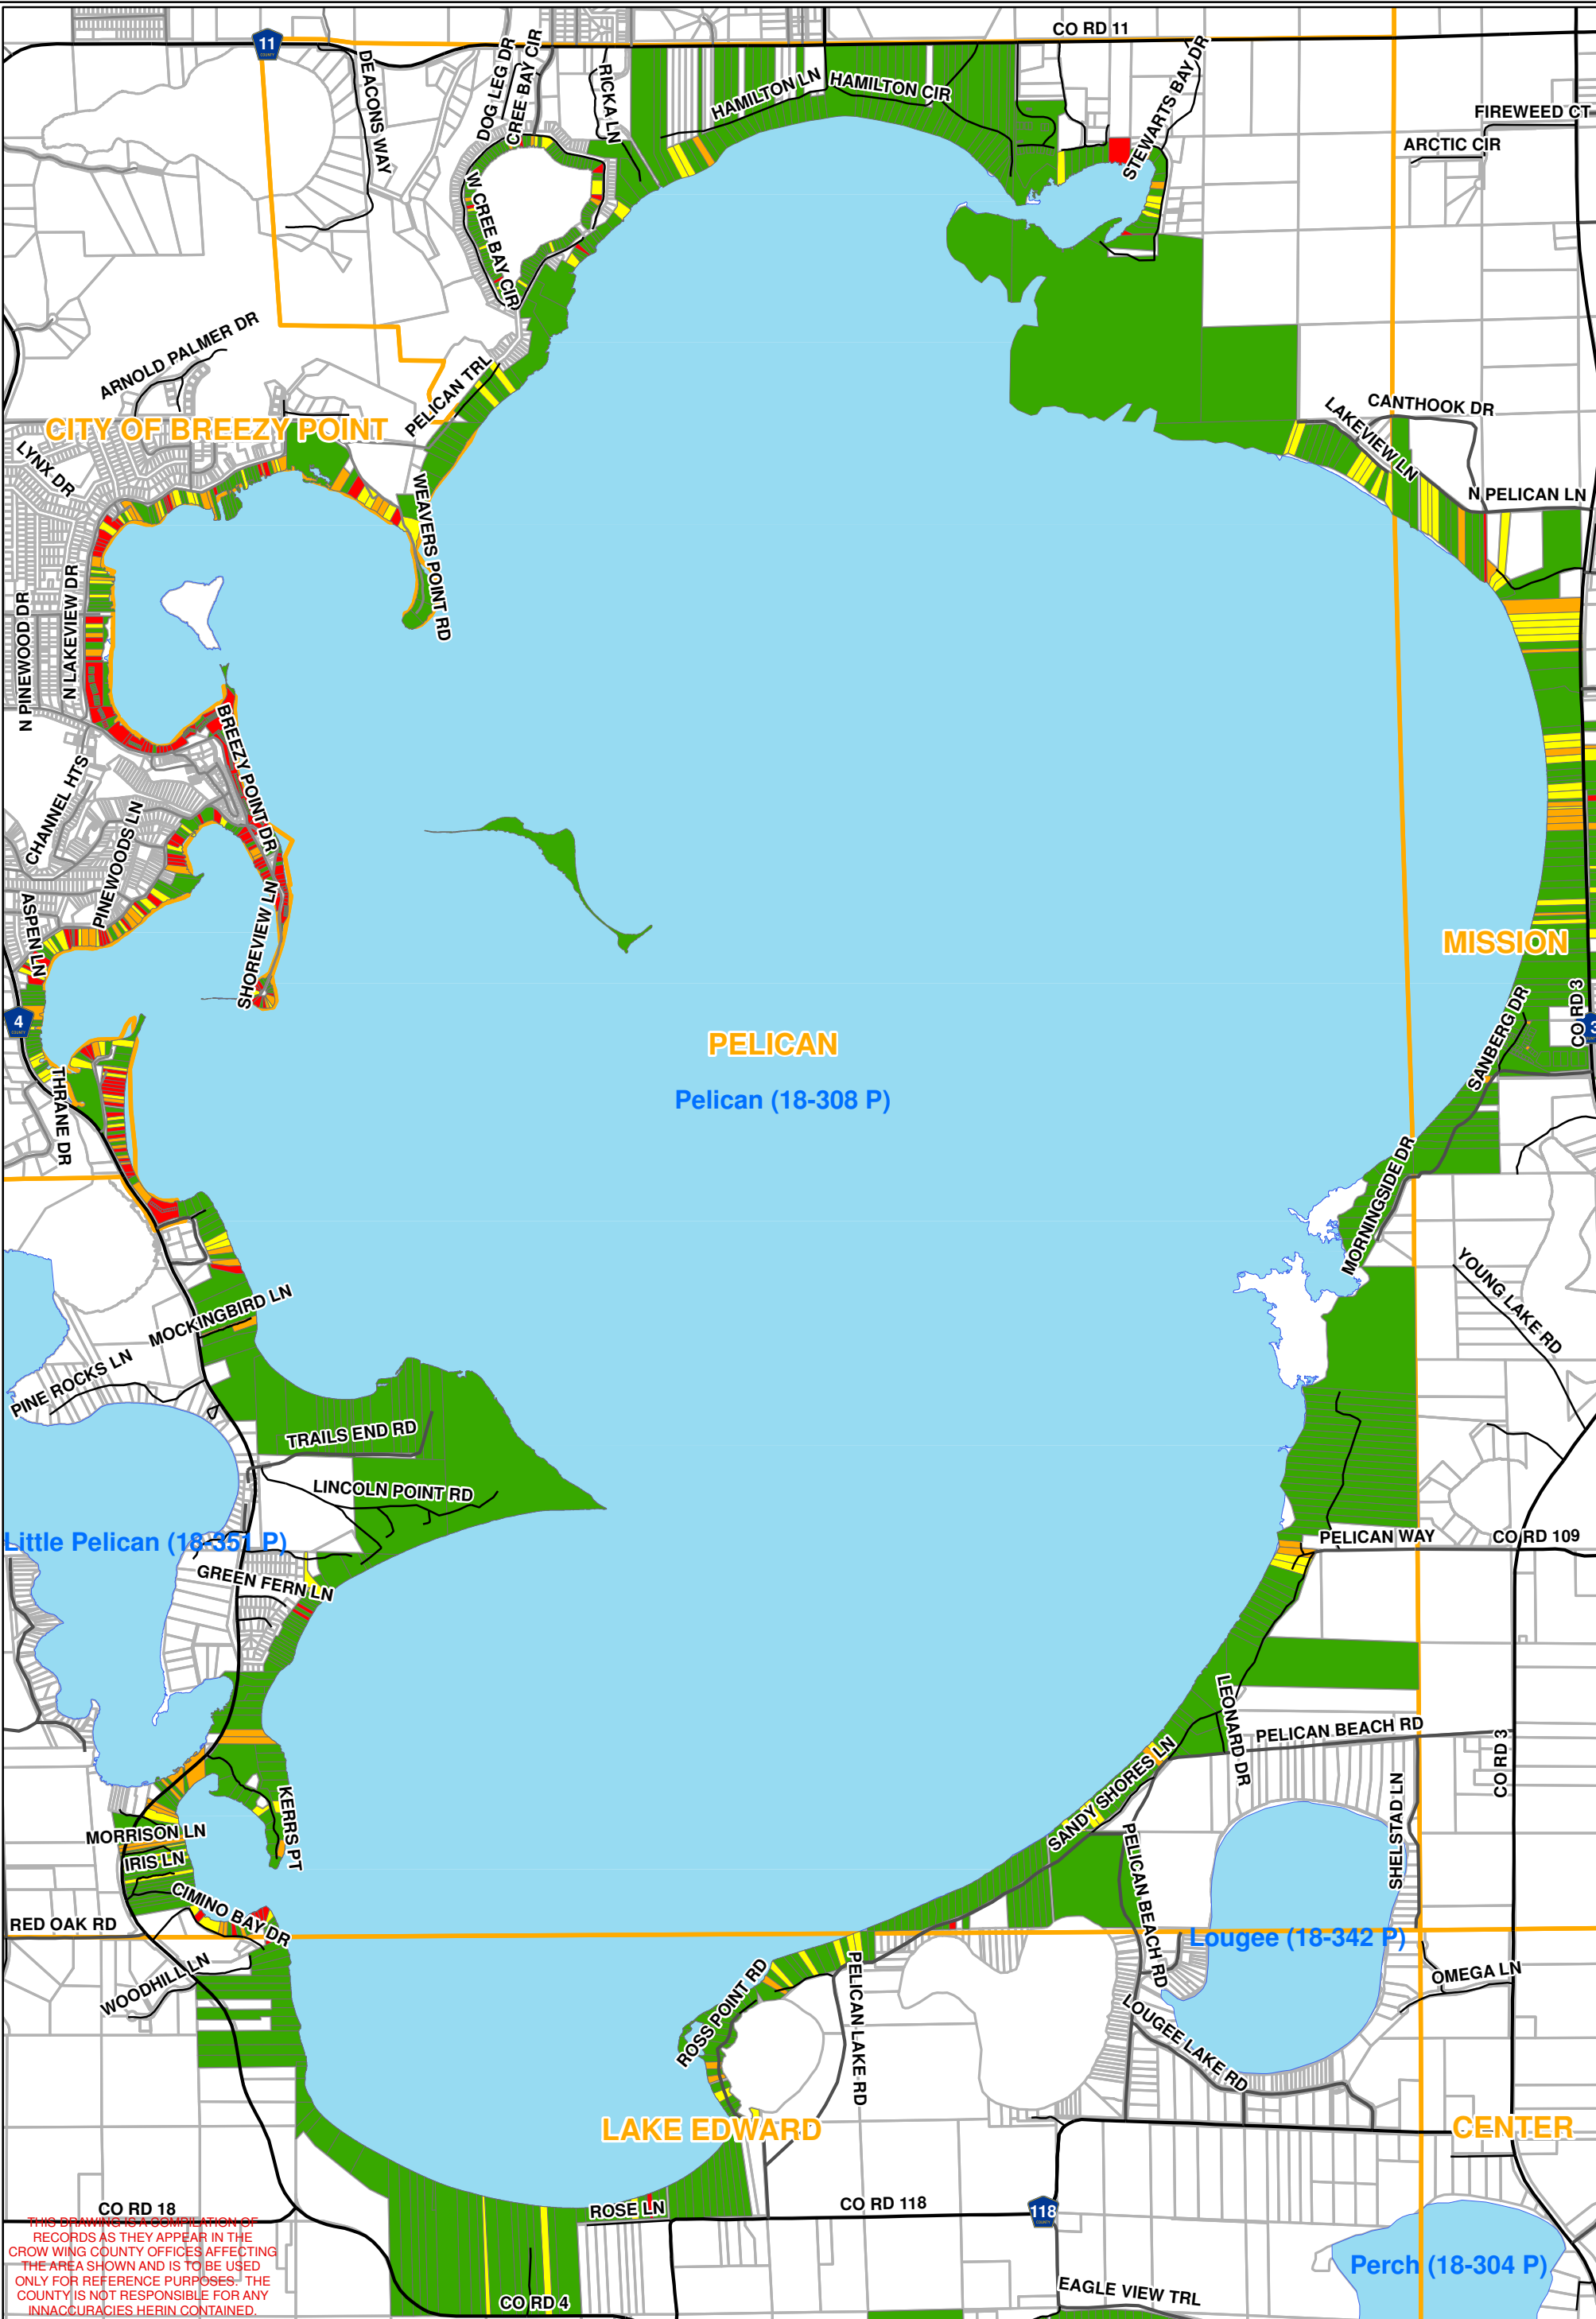 CO RD 11
11
COUNTY
DEACONS WAY
DOG LEG DR
CREE BAY CIR
RICKA LN
HAMILTON LN
HAMILTON CIR
STEWARTS BAY DR
FIREWEED CT
ARCTIC CIR
W CREE BAY CIR
ARNOLD PALMER DR
PELICAN TRL
CITY OF BREEZY POINT
CANTHOOK DR
LAKEVIEW LN
LYNX DR
N PELICAN LN
WEAVERS POINT RD
N PINEWOOD DR
N LAKEVIEW DR
BREEZY POINT DR
CHANNEL HTS
PINEWOODS LN
ASPEN LN
SHOREVIEW LN
MISSION
4
COUNTY
CO RD 3
3
SANBERG DR
PELICAN
Pelican (18-308 P)
THRANE DR
MORNINGSIDE DR
YOUNG LAKE RD
MOCKINGBIRD LN
PINE ROCKS LN
TRAILS END RD
LINCOLN POINT RD
Little Pelican (18-351 P)
PELICAN WAY
CO RD 109
GREEN FERN LN
LEONARD DR
PELICAN BEACH RD
CO RD 3
SANDY SHORES LN
SHELSTAD LN
KERRS PT
MORRISON LN
IRIS LN
CIMINO BAY DR
PELICAN BEACH RD
RED OAK RD
Lougee (18-342 P)
WOODHILL LN
ROSS POINT RD
PELICAN LAKE RD
OMEGA LN
LOUGEE LAKE RD
LAKE EDWARD
CENTER
CO RD 18
ROSE LN
CO RD 118
118
COUNTY
THIS DRAWING IS A COMPILATION OF
RECORDS AS THEY APPEAR IN THE
CROW WING COUNTY OFFICES AFFECTING
THE AREA SHOWN AND IS TO BE USED
ONLY FOR REFERENCE PURPOSES. THE
COUNTY IS NOT RESPONSIBLE FOR ANY
INNACCURACIES HERIN CONTAINED.
Perch (18-304 P)
CO RD 4
EAGLE VIEW TRL